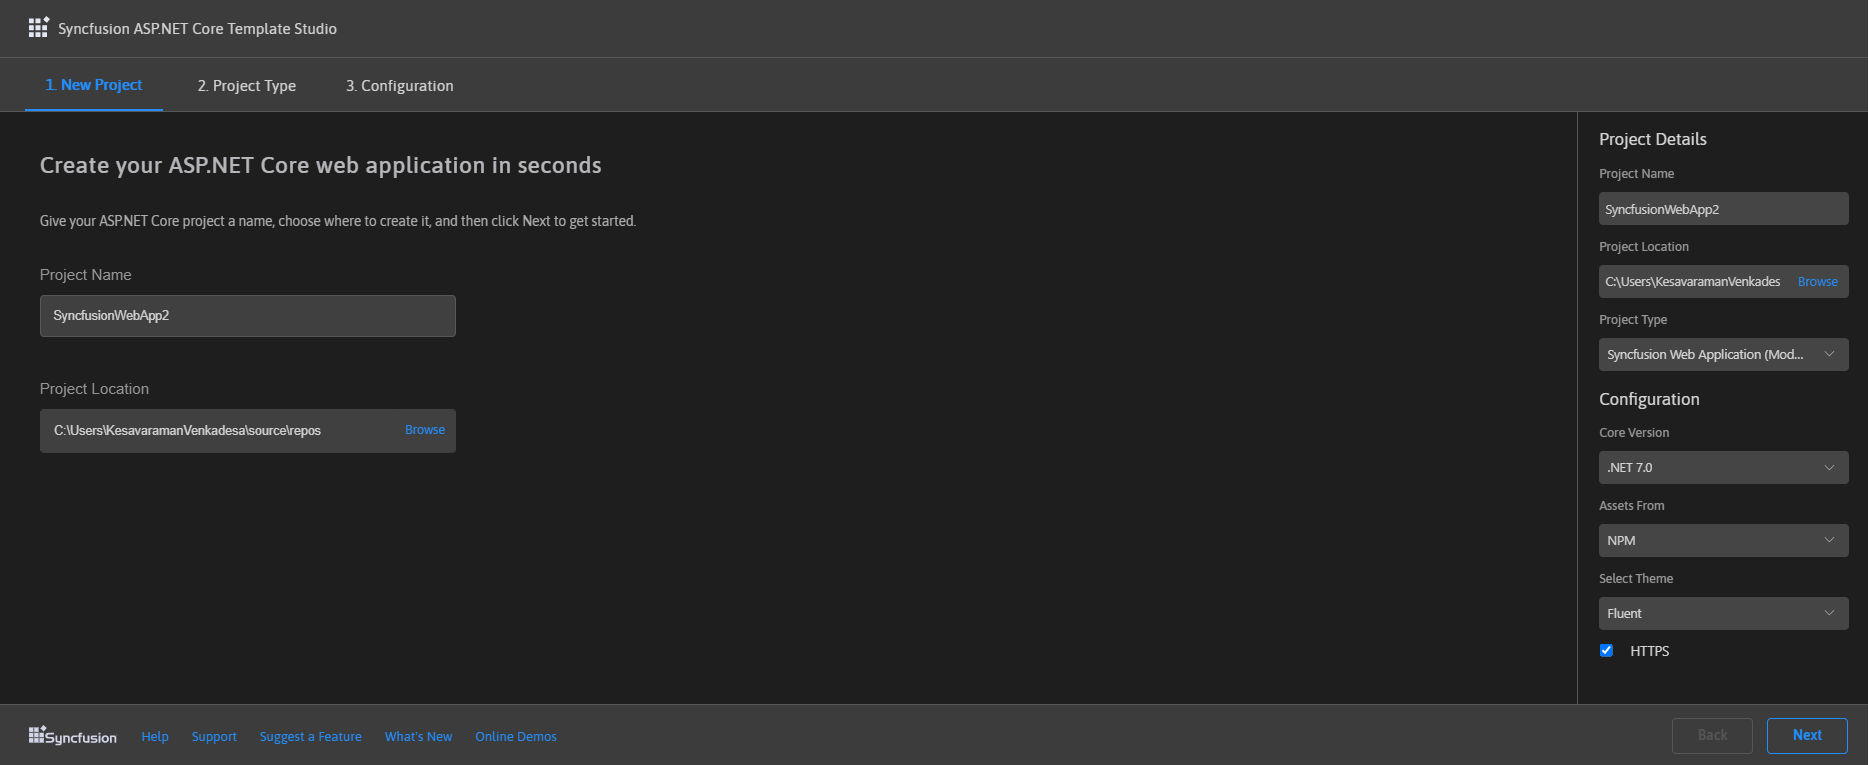 Syncfusion ASP.NET Core Template Studio
1. New Project
2. Project Type
3. Configuration
Create your ASP.NET Core web application in seconds
Give your ASP.NET Core project a name, choose where to create it, and then click Next to get started.
Project Name
SyncfusionWebApp2
Project Location
C:\Users\KesavaramanVenkadesa\source\repos
Browse
Project Details
Project Name
SyncfusionWebApp2
Project Location
C:\Users\KesavaramanVenkades
Browse
Project Type
Syncfusion Web Application (Mod...
Configuration
Core Version
.NET 7.0
Assets From
NPM
Select Theme
Fluent
HTTPS
Syncfusion
Help
Support
Suggest a Feature
What's New
Online Demos
Back
Next